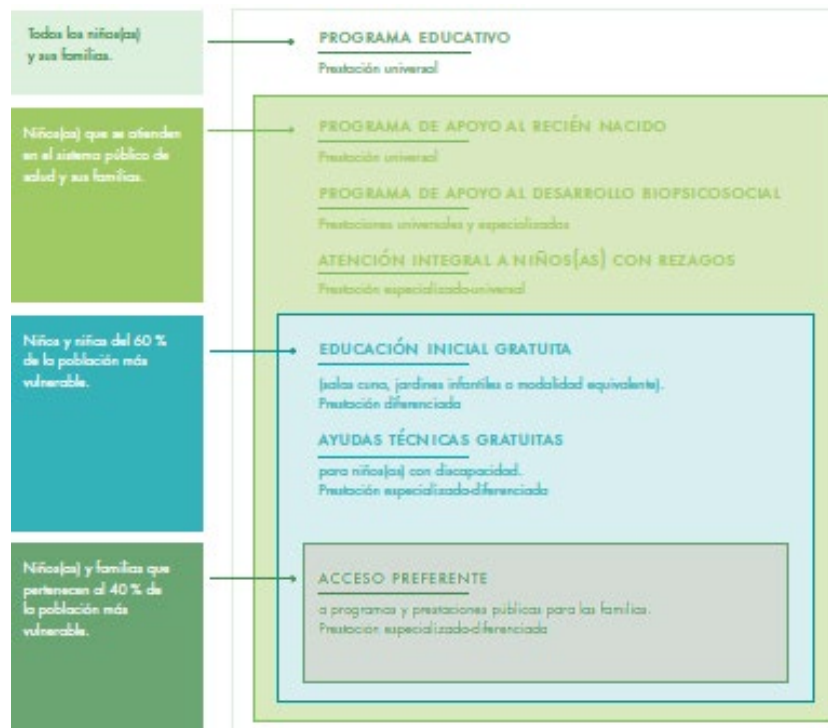 Todos los niños(as)
y sus familias.
PROGRAMA EDUCATIVO
Prestación universal
Niños(as) que se atienden
en el sistema público de
salud y sus familias.
PROGRAMA DE APOYO AL RECIÉN NACIDO
Prestación universal
PROGRAMA DE APOYO AL DESARROLLO BIOPSICOSOCIAL
Prestaciones universales y especializadas
ATENCIÓN INTEGRAL A NIÑOS(AS) CON REZAGOS
Prestación especializada-universal
Niños y niñas del 60 %
de la población más
vulnerable.
EDUCACIÓN INICIAL GRATUITA
(salas cuna, jardines infantiles o modalidad equivalente).
Prestación diferenciada
AYUDAS TÉCNICAS GRATUITAS
para niños(as) con discapacidad.
Prestación especializada-diferenciada
Niños(as) y familias que
pertenecen al 40 % de
la población más
vulnerable.
ACCESO PREFERENTE
a programas y prestaciones públicas para las familias.
Prestación especializada-diferenciada